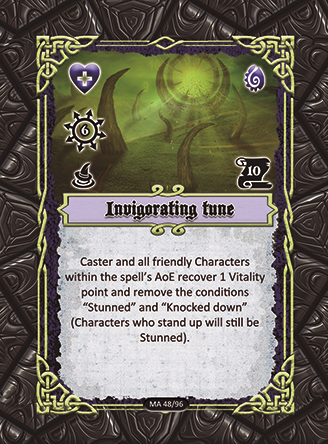 6
10
Invigorating tune
Caster and all friendly Characters
within the spell's AoE recover 1 Vitality
point and remove the conditions
"Stunned" and "Knocked down"
(Characters who stand up will still be
Stunned).
MA 48/96